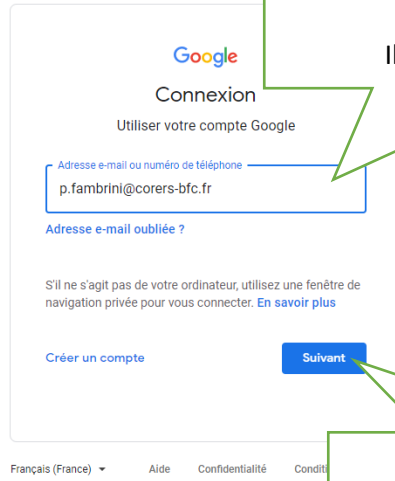 Google
Connexion
Utiliser votre compte Google
Adresse e-mail ou numéro de téléphone
p.fambrini@corers-bfc.fr
Adresse e-mail oubliée ?
S'il ne s'agit pas de votre ordinateur, utilisez une fenêtre de
navigation privée pour vous connecter. En savoir plus
Créer un compte
Suivant
Français (France)
Aide
Confidentialité